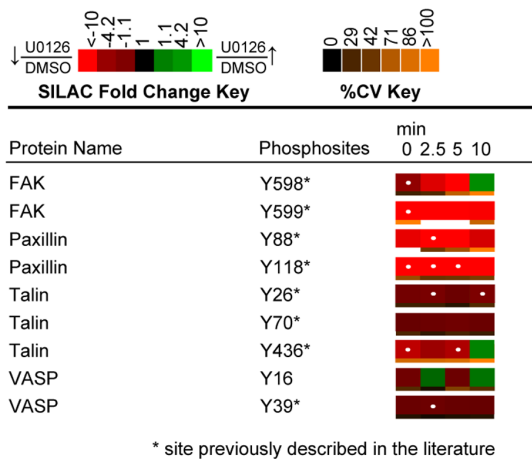 <-10 -4.2 -1.1 1 1.1 4.2 >10
0 29 42 71 86 >100
↓ U0126/DMSO U0126/DMSO ↑
SILAC Fold Change Key %CV Key
min
Protein Name Phosphosites 0 2.5 5 10
FAK Y598*
FAK Y599*
Paxillin Y88*
Paxillin Y118*
Talin Y26*
Talin Y70*
Talin Y436*
VASP Y16
VASP Y39*
* site previously described in the literature